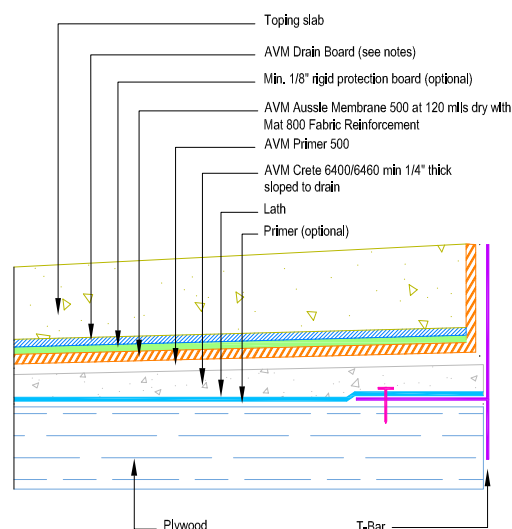 Toping slab
AVM Drain Board (see notes)
Min. 1/8" rigid protection board (optional)
AVM Aussie Membrane 500 at 120 mils dry with
Mat 800 Fabric Reinforcement
AVM Primer 500
AVM Crete 6400/6460 min 1/4" thick
sloped to drain
Lath
Primer (optional)
Plywood
T-Bar